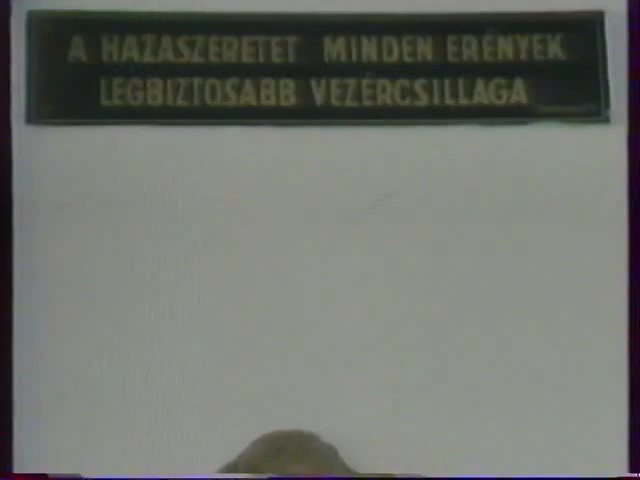 A HAZASZERETET MINDEN ERÉNYEK
LEGBIZTOSABB VEZÉRCSILLAGA